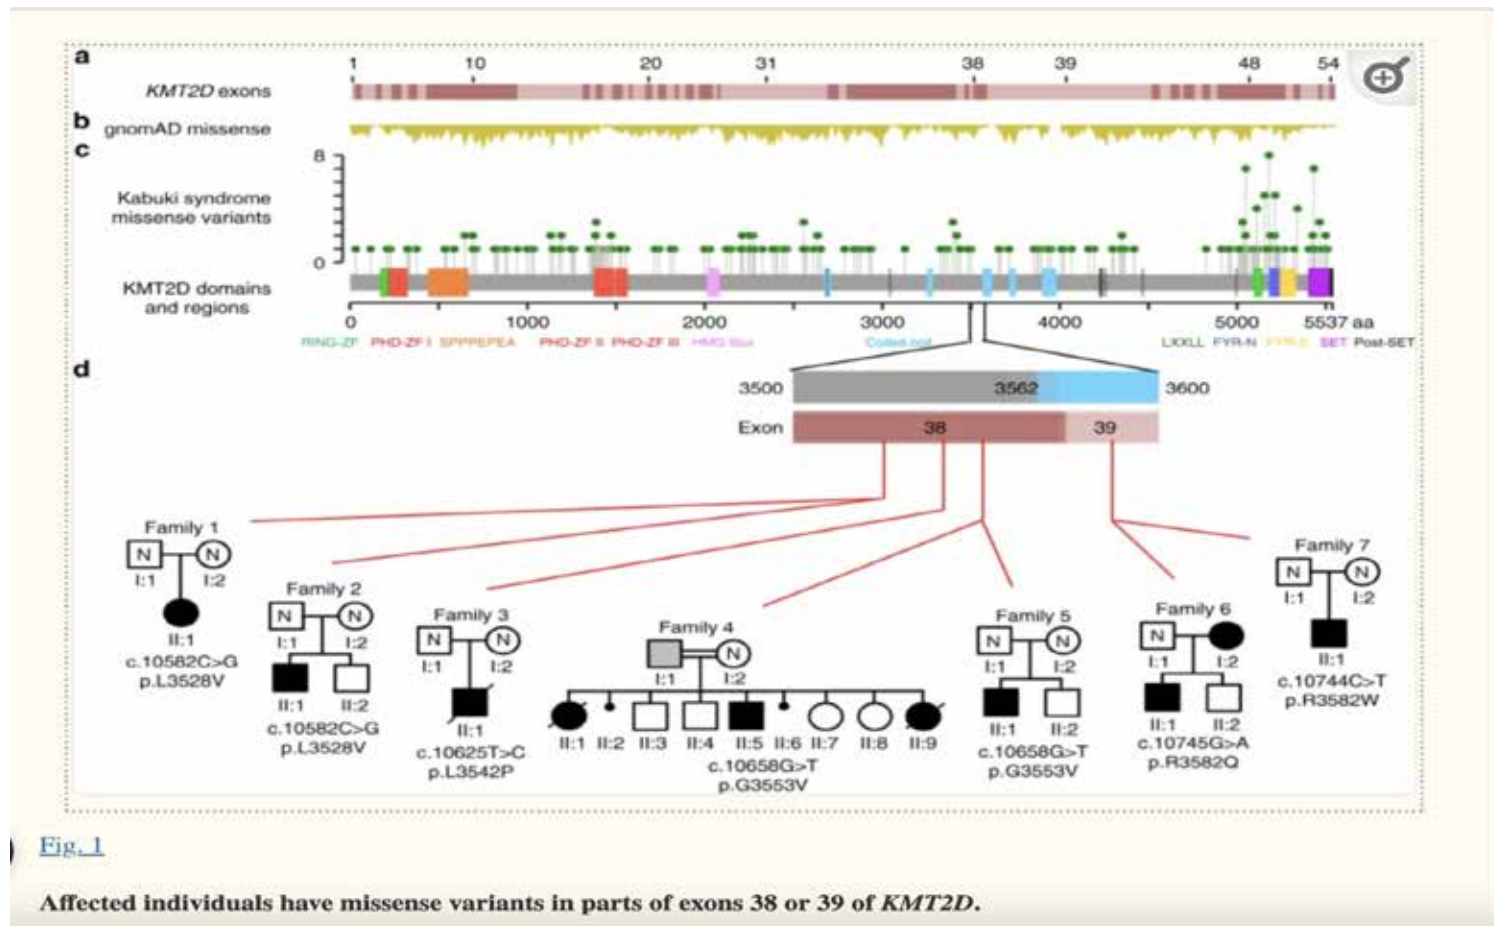 a
1 10 20 31 38 39 48 54
KMT2D exons
b
gnomAD missense
c
8
Kabuki syndrome
missense variants
0
KMT2D domains
and regions
0 1000 2000 3000 4000 5000 5537 aa
RING-ZF PHD-ZF I SPPPEPEA PHD-ZF II PHD-ZF III HMG Box Coiled coil LXXLL FYR-N SET Post-SET
d
3500 3562 3600
Exon 38 39
Family 1
N N
I:1 I:2
II:1
c.10582C>G
p.L3528V
Family 2
N N
I:1 I:2
II:1 II:2
c.10582C>G
p.L3528V
Family 3
N N
I:1 I:2
II:1
c.10625T>C
p.L3542P
Family 4
N
I:1 I:2
II:1 II:2 II:3 II:4 II:5 II:6 II:7 II:8 II:9
c.10658G>T
p.G3553V
Family 5
N N
I:1 I:2
II:1 II:2
c.10658G>T
p.G3553V
Family 6
N
I:1 I:2
II:1 II:2
c.10745G>A
p.R3582Q
Family 7
N N
I:1 I:2
II:1
c.10744C>T
p.R3582W
Fig. 1
Affected individuals have missense variants in parts of exons 38 or 39 of KMT2D.